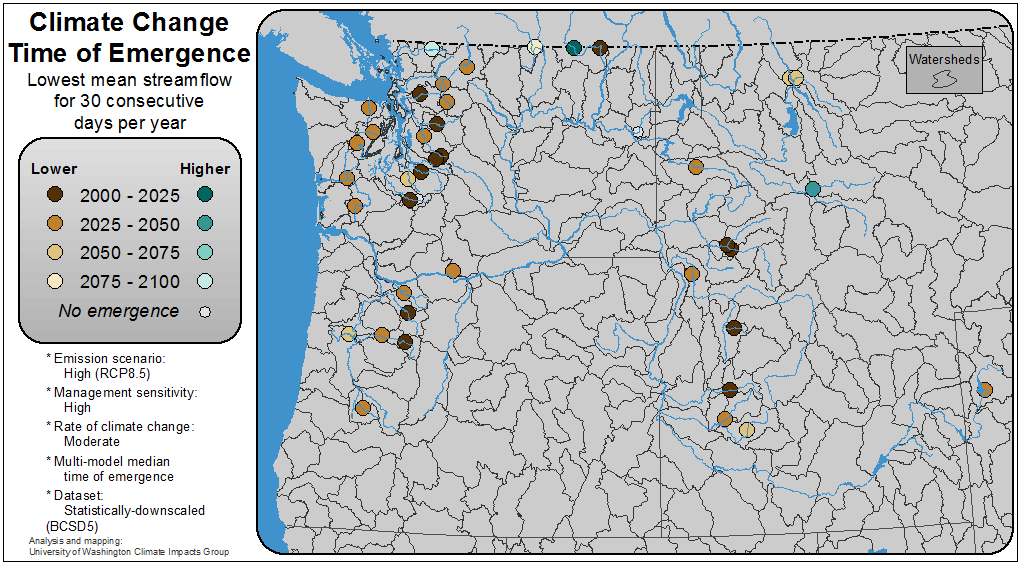 Climate Change
Time of Emergence
Lowest mean streamflow
for 30 consecutive
days per year
Lower Higher
2000 - 2025
2025 - 2050
2050 - 2075
2075 - 2100
No emergence
* Emission scenario:
High (RCP8.5)
* Management sensitivity:
High
* Rate of climate change:
Moderate
* Multi-model median
time of emergence
* Dataset:
Statistically-downscaled
(BCSD5)
Analysis and mapping:
University of Washington Climate Impacts Group
Watersheds